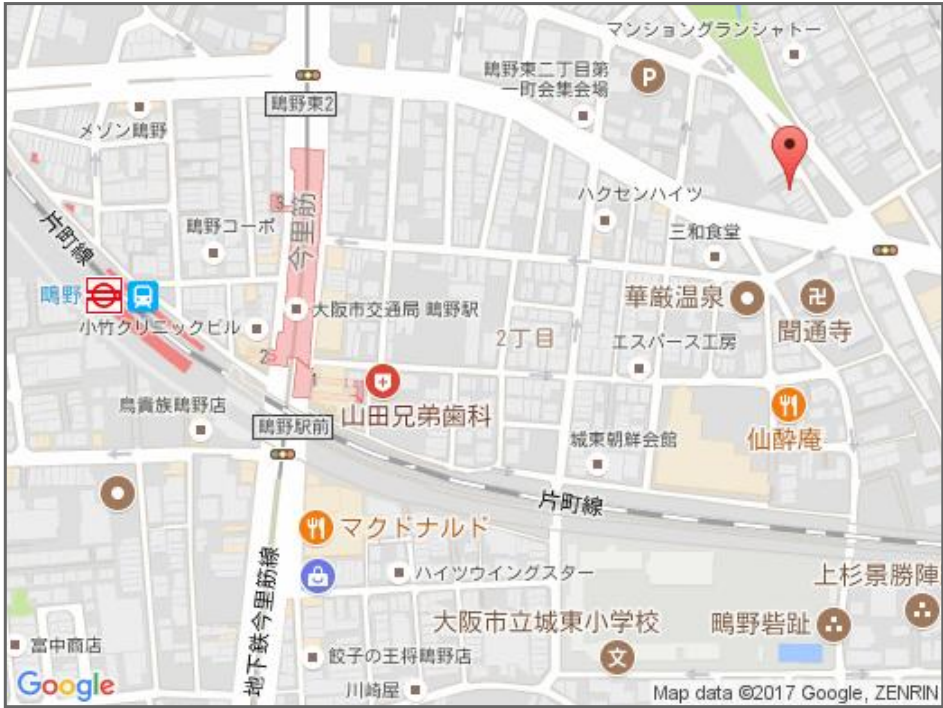 マンショングランシャトー
鴫野東二丁目第
一町会集会場
P
鴫野東2
メゾン鴫野
ハクセンハイツ
3
今里筋
鴫野コーポ
三和食堂
片町線
鴫野
大阪市交通局 鴫野駅
華厳温泉
小竹クリニックビル
2丁目
聞通寺
エスパース工房
2
1
山田兄弟歯科
鳥貴族鴫野店
鴫野駅前
城東朝鮮会館
仙酔庵
片町線
マクドナルド
ハイツウイングスター
上杉景勝陣
大阪市立城東小学校
鴫野砦趾
文
地下鉄今里筋線
富中商店
餃子の王将鴫野店
川崎屋
Google
Map data ©2017 Google, ZENRIN